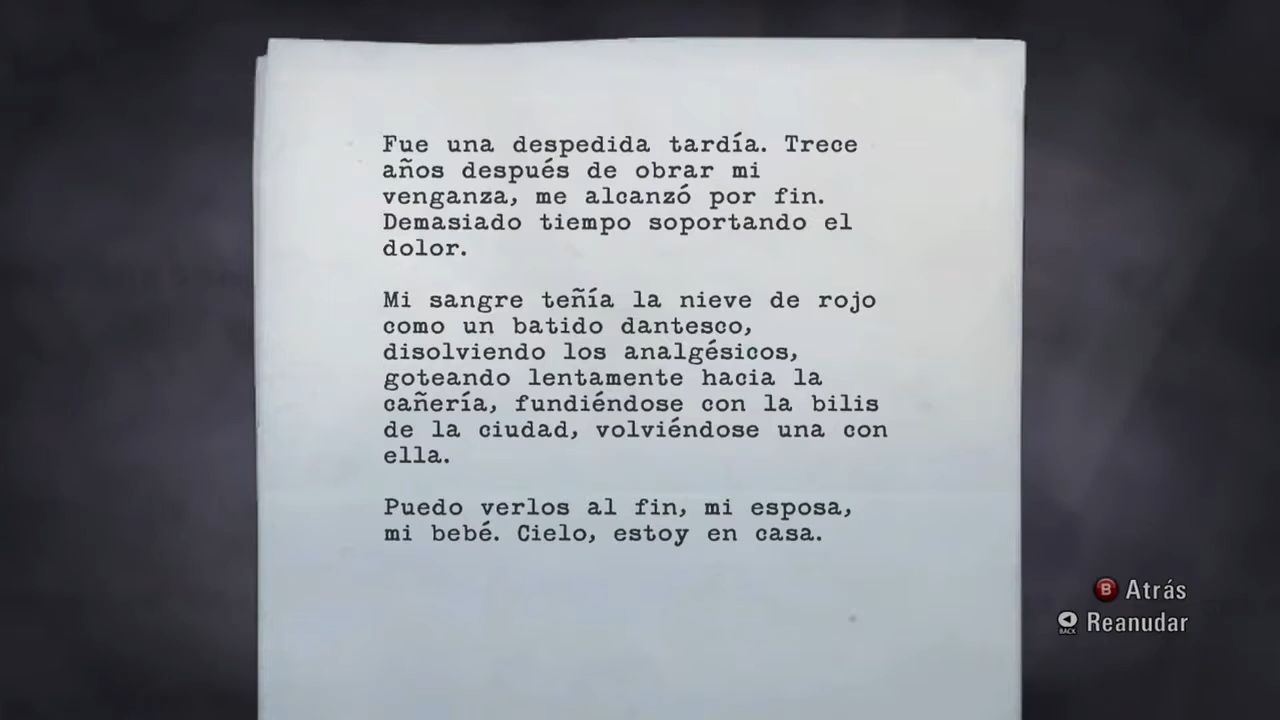 Fue una despedida tardía. Trece
años después de obrar mi
venganza, me alcanzó por fin.
Demasiado tiempo soportando el
dolor.
Mi sangre teñía la nieve de rojo
como un batido dantesco,
disolviendo los analgésicos,
goteando lentamente hacia la
cañería, fundiéndose con la bilis
de la ciudad, volviéndose una con
ella.
Puedo verlos al fin, mi esposa,
mi bebé. Cielo, estoy en casa.
B Atrás
BACK Reanudar